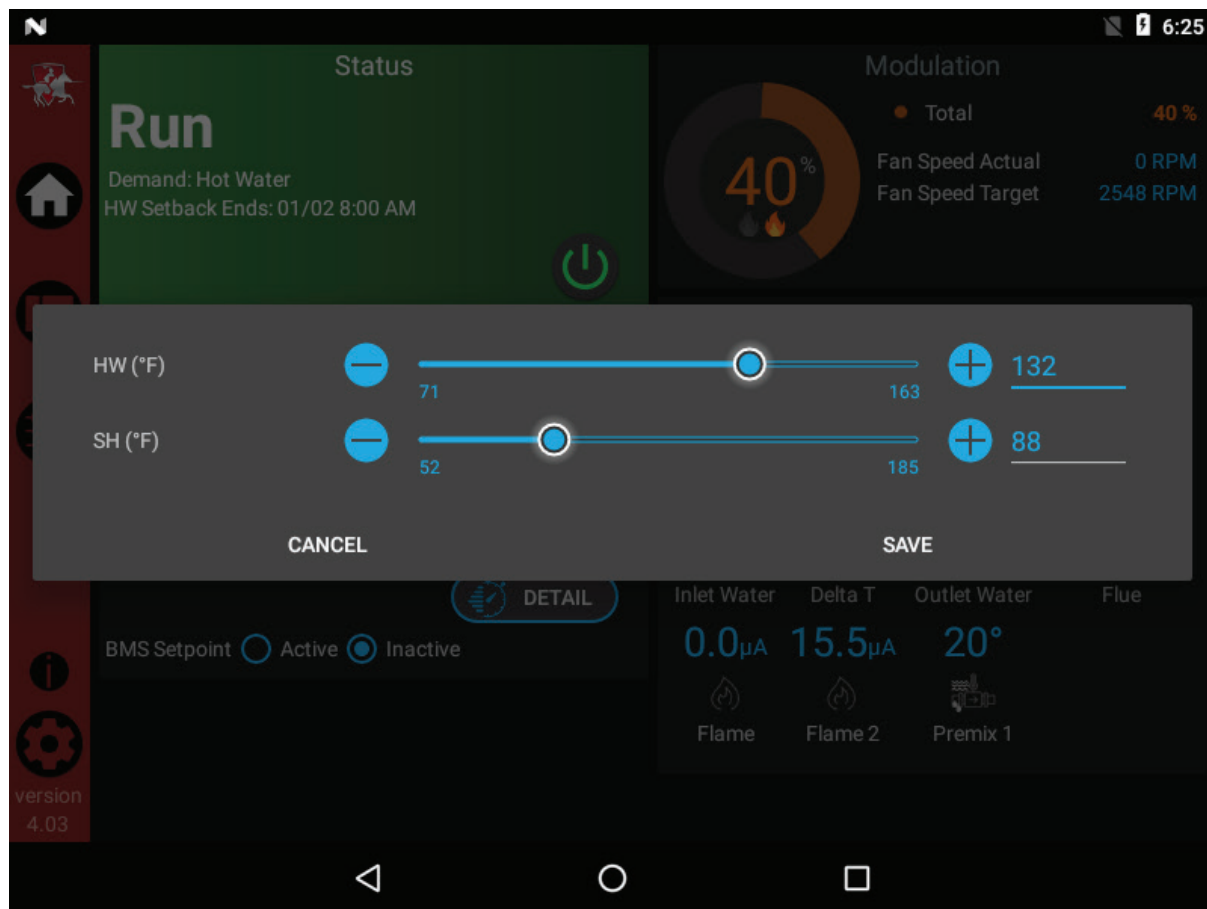 6:25
Status
Run
Demand: Hot Water
HW Setback Ends: 01/02 8:00 AM
Modulation
40%
Total 40 %
Fan Speed Actual 0 RPM
Fan Speed Target 2548 RPM
HW (°F) 71 163 132
SH (°F) 52 185 88
CANCEL SAVE
DETAIL
BMS Setpoint Active Inactive
Inlet Water Delta T Outlet Water Flue
0.0µA 15.5µA 20°
Flame Flame 2 Premix 1
version
4.03